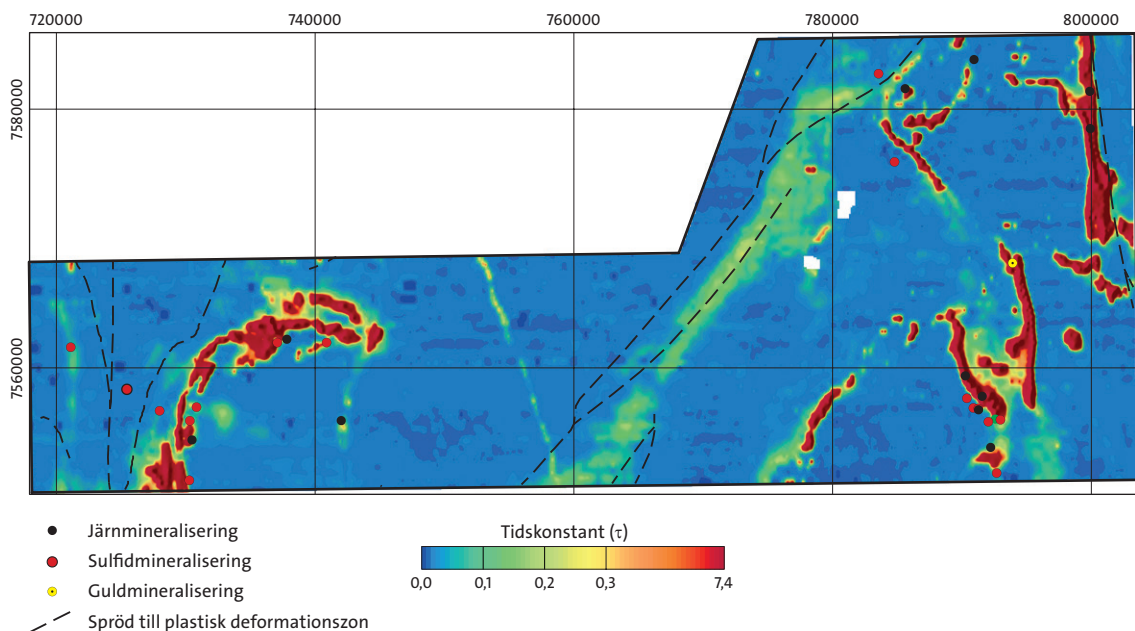 720000 740000 760000 780000 800000
7580000
7560000
Järnmineralisering
Sulfidmineralisering
Guldmineralisering
Spröd till plastisk deformationszon
Tidskonstant (τ)
0,0 0,1 0,2 0,3 7,4